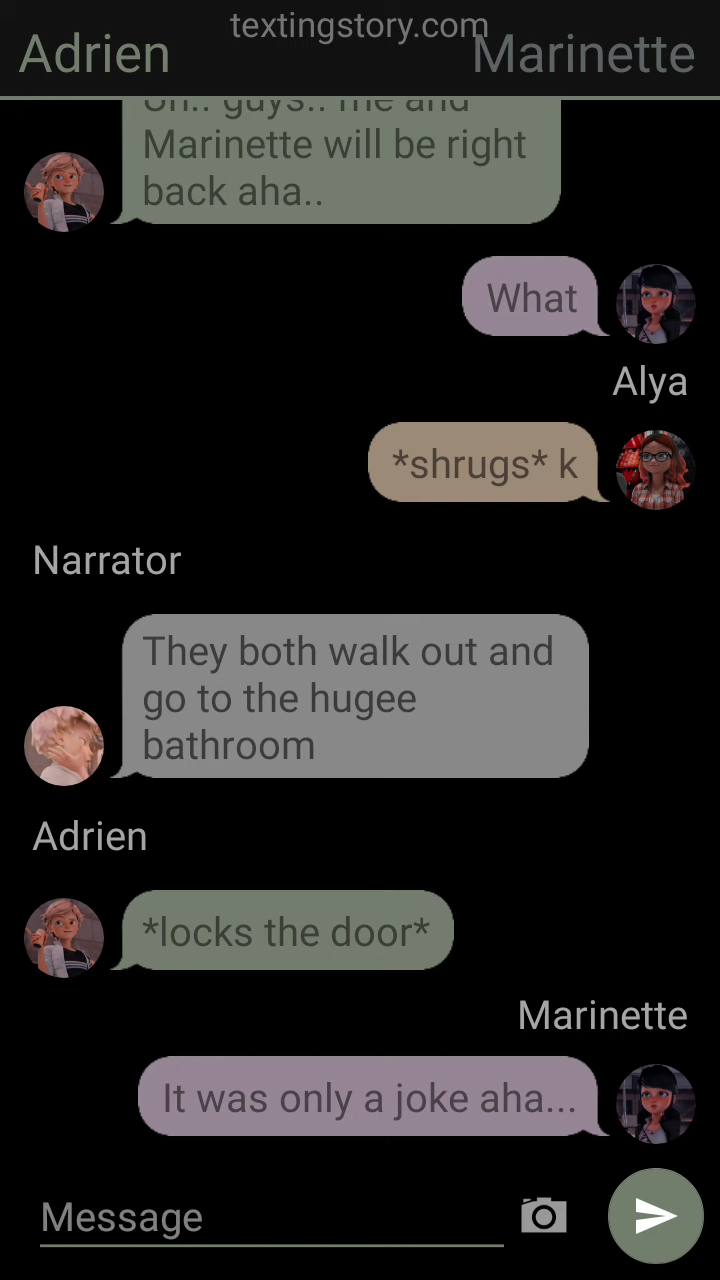 textingstory.com
Adrien
Marinette
Uh.. guys.. me and
Marinette will be right
back aha..
What
Alya
*shrugs* k
Narrator
They both walk out and
go to the hugee
bathroom
Adrien
*locks the door*
Marinette
It was only a joke aha...
Message